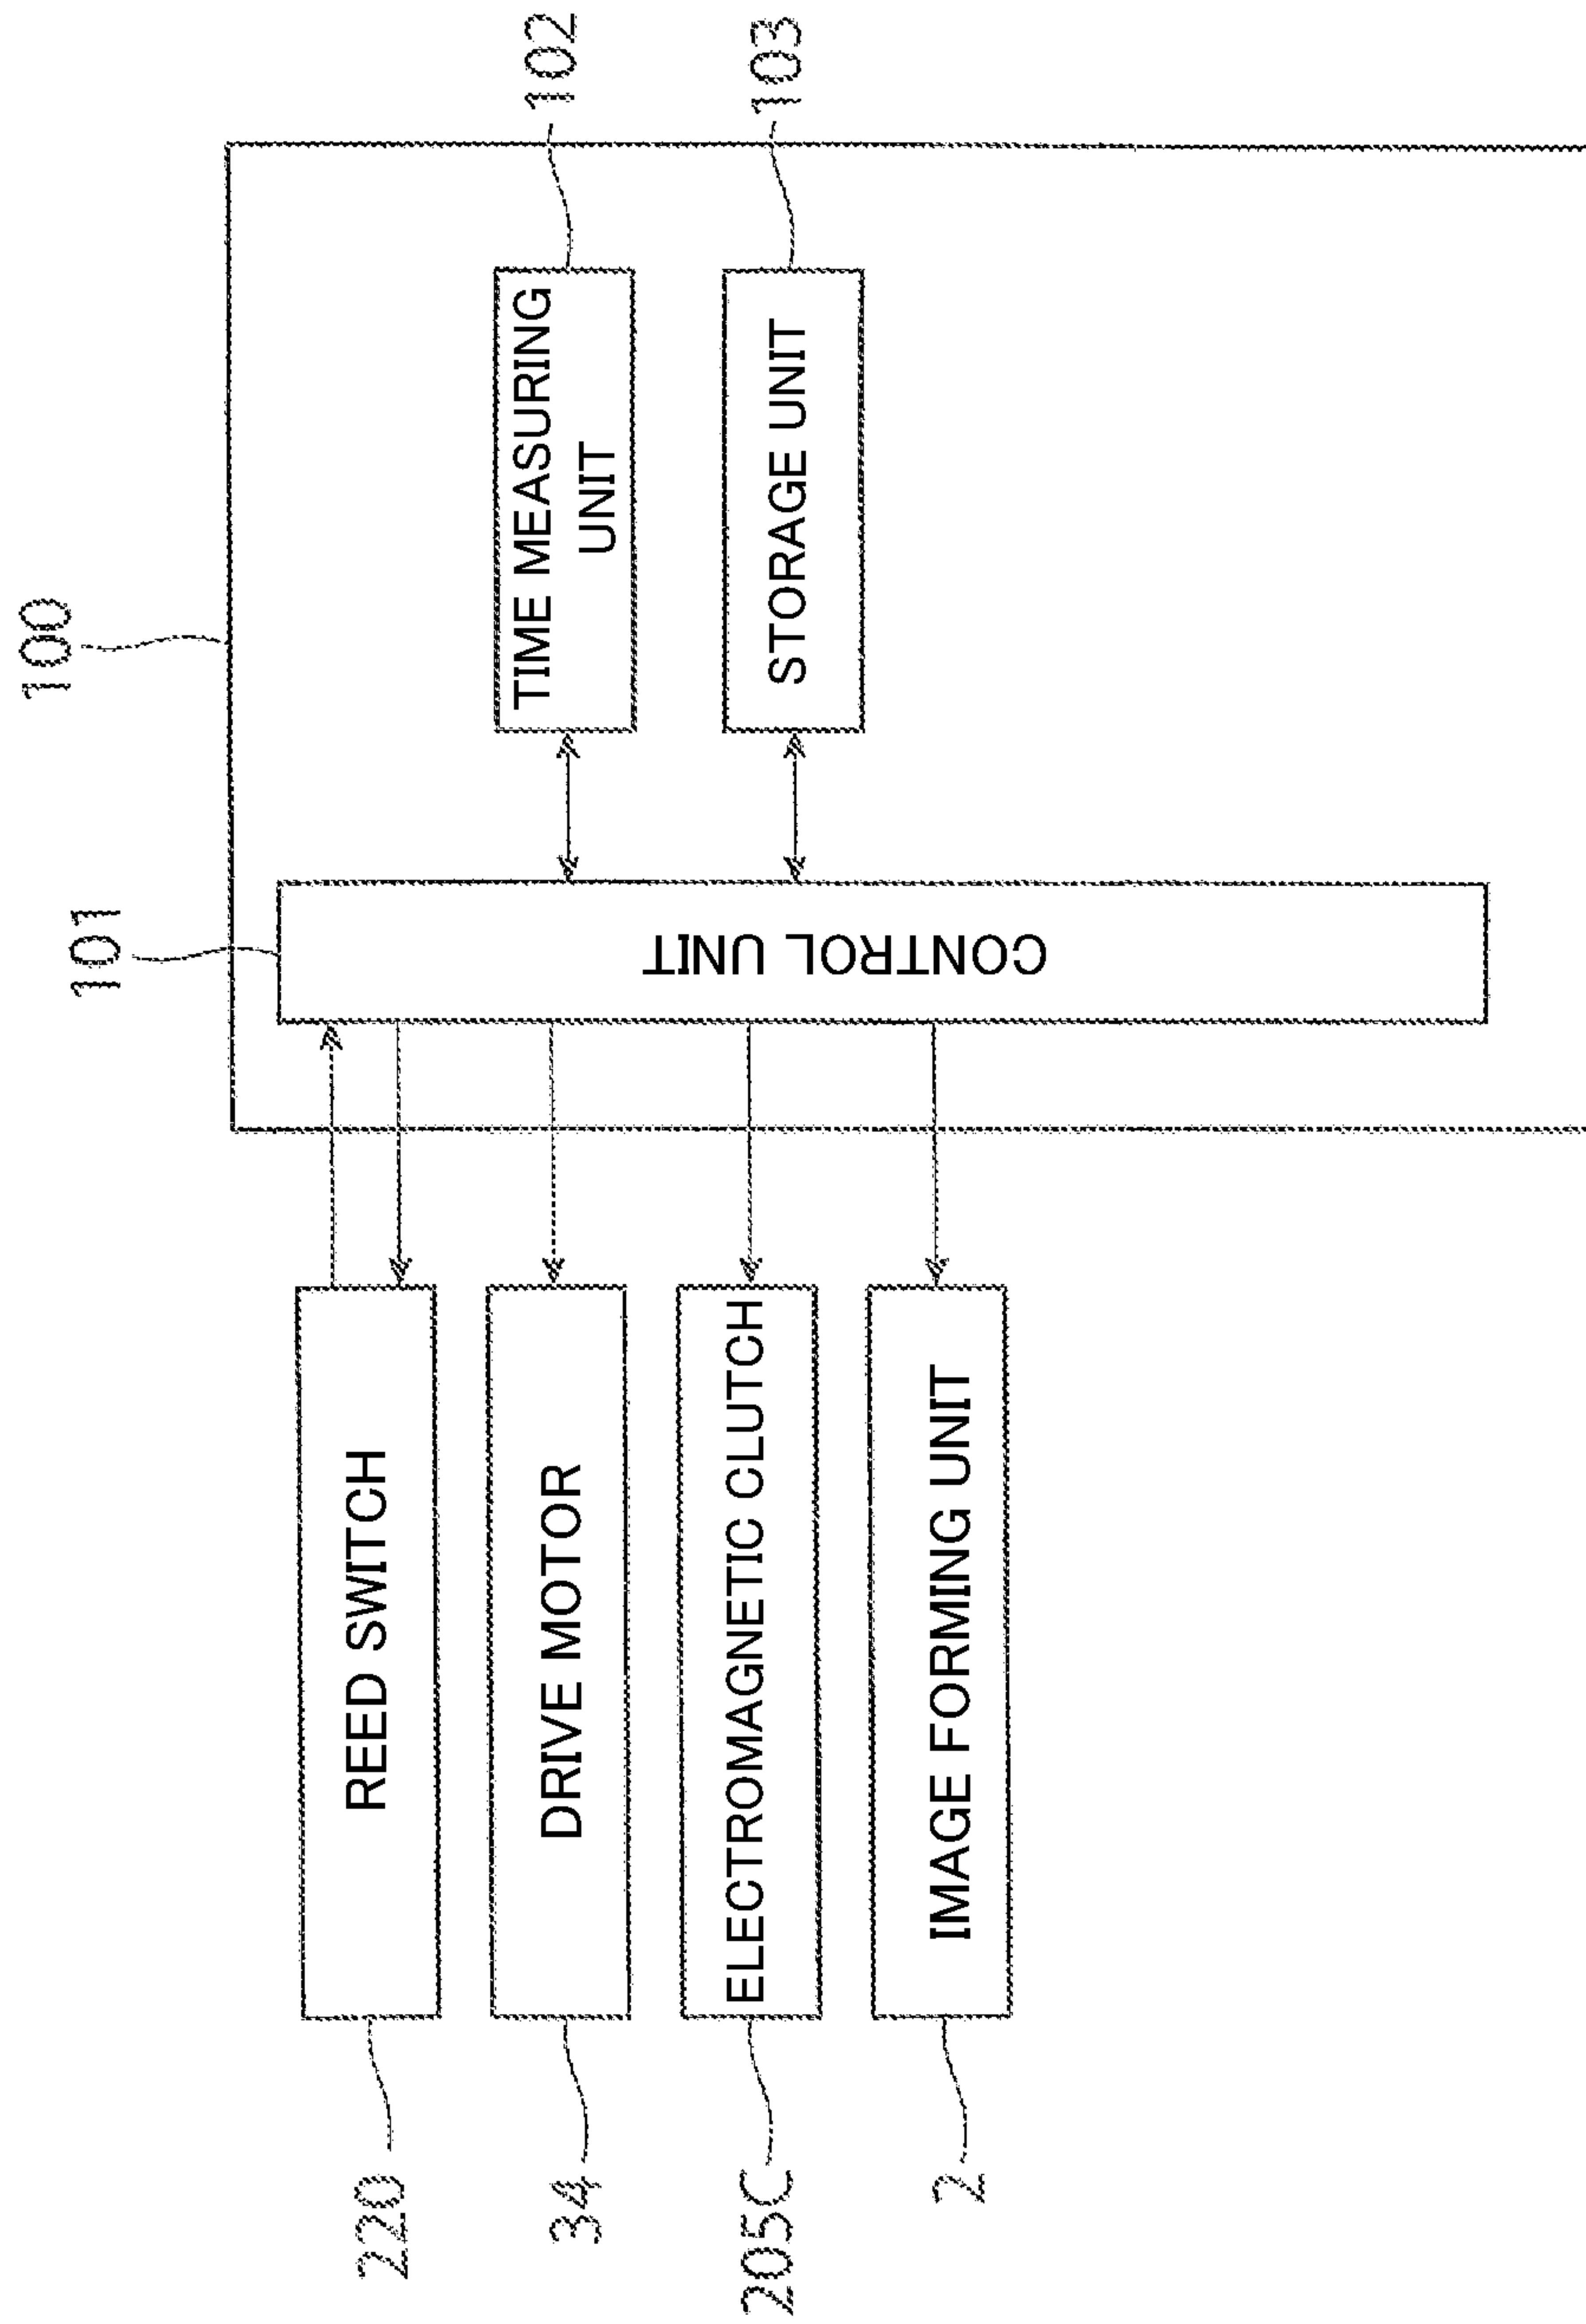 100
101
102
103
CONTROL UNIT
TIME MEASURING
UNIT
STORAGE UNIT
REED SWITCH
DRIVE MOTOR
ELECTROMAGNETIC CLUTCH
IMAGE FORMING UNIT
220
34
205C
2